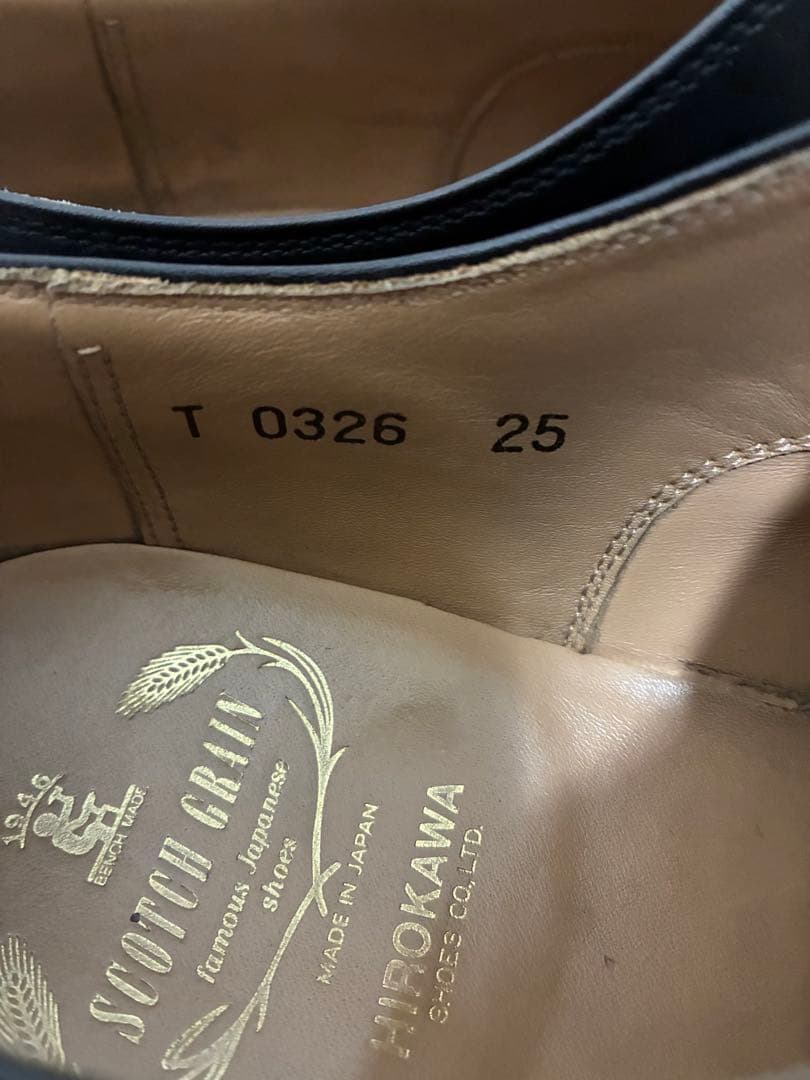 T 0326 25
1946
BENCH MADE
SCOTCH GRAIN
famous Japanese
shoes
MADE IN JAPAN
HIROKAWA
SHOES CO., LTD.